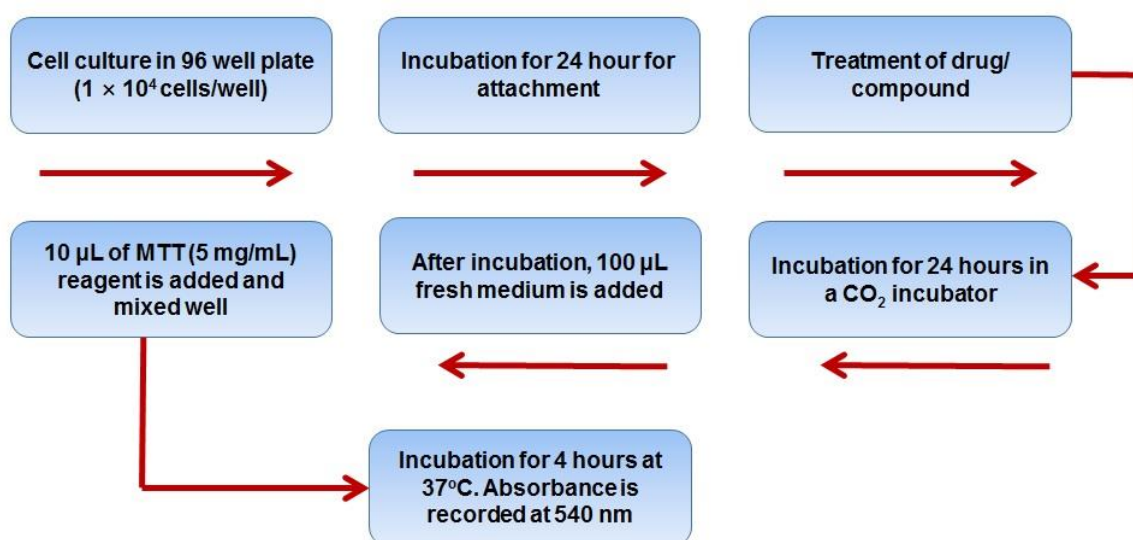 Cell culture in 96 well plate
(1 × 10⁴ cells/well)
Incubation for 24 hour for
attachment
Treatment of drug/
compound
Incubation for 24 hours in
a CO₂ incubator
After incubation, 100 µL
fresh medium is added
10 µL of MTT (5 mg/mL)
reagent is added and
mixed well
Incubation for 4 hours at
37°C. Absorbance is
recorded at 540 nm